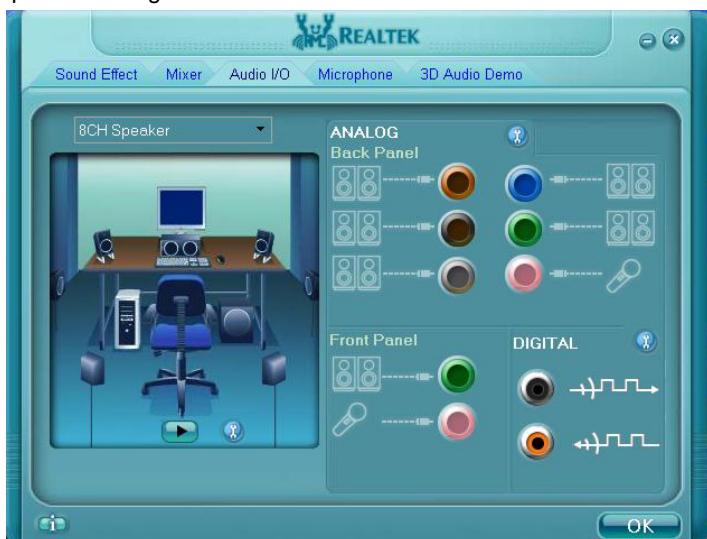 REALTEK
Sound Effect Mixer Audio I/O Microphone 3D Audio Demo
8CH Speaker
ANALOG
Back Panel
Front Panel
DIGITAL
i
OK